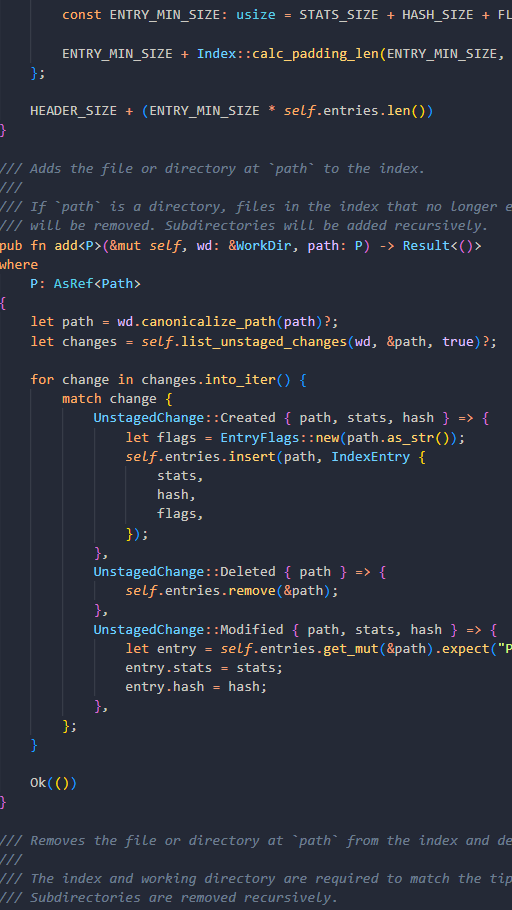 const ENTRY_MIN_SIZE: usize = STATS_SIZE + HASH_SIZE + FL
ENTRY_MIN_SIZE + Index::calc_padding_len(ENTRY_MIN_SIZE,
};
HEADER_SIZE + (ENTRY_MIN_SIZE * self.entries.len())
}
/// Adds the file or directory at `path` to the index.
///
/// If `path` is a directory, files in the index that no longer e
/// will be removed. Subdirectories will be added recursively.
pub fn add<P>(&mut self, wd: &WorkDir, path: P) -> Result<()>
where
P: AsRef<Path>
{
let path = wd.canonicalize_path(path)?;
let changes = self.list_unstaged_changes(wd, &path, true)?;
for change in changes.into_iter() {
match change {
UnstagedChange::Created { path, stats, hash } => {
let flags = EntryFlags::new(path.as_str());
self.entries.insert(path, IndexEntry {
stats,
hash,
flags,
});
},
UnstagedChange::Deleted { path } => {
self.entries.remove(&path);
},
UnstagedChange::Modified { path, stats, hash } => {
let entry = self.entries.get_mut(&path).expect("P
entry.stats = stats;
entry.hash = hash;
},
};
}
Ok(())
}
/// Removes the file or directory at `path` from the index and de
///
/// The index and working directory are required to match the tip
/// Subdirectories are removed recursively.